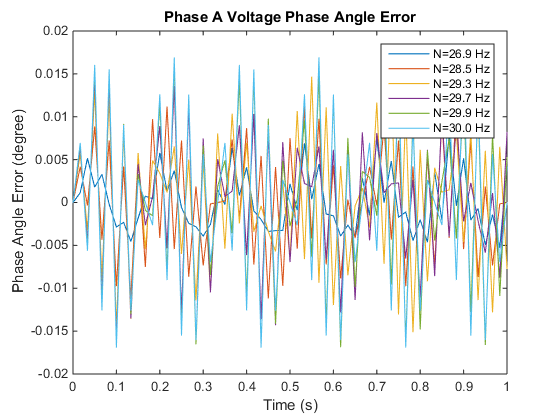 Phase A Voltage Phase Angle Error
Phase Angle Error (degree)
0.02
0.015
0.01
0.005
0
-0.005
-0.01
-0.015
-0.02
N=26.9 Hz
N=28.5 Hz
N=29.3 Hz
N=29.7 Hz
N=29.9 Hz
N=30.0 Hz
0 0.1 0.2 0.3 0.4 0.5 0.6 0.7 0.8 0.9 1
Time (s)